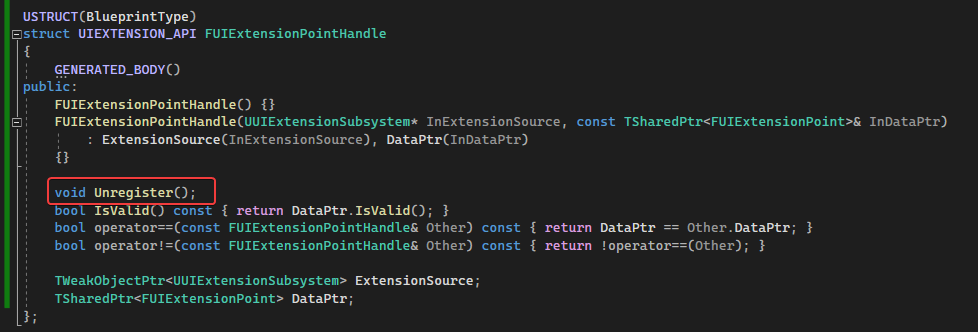 USTRUCT(BlueprintType)
struct UIEXTENSION_API FUIExtensionPointHandle
{
    GENERATED_BODY()
public:
    FUIExtensionPointHandle() {}
    FUIExtensionPointHandle(UUIExtensionSubsystem* InExtensionSource, const TSharedPtr<FUIExtensionPoint>& InDataPtr)
        : ExtensionSource(InExtensionSource), DataPtr(InDataPtr)
    {}
    void Unregister();
    bool IsValid() const { return DataPtr.IsValid(); }
    bool operator==(const FUIExtensionPointHandle& Other) const { return DataPtr == Other.DataPtr; }
    bool operator!=(const FUIExtensionPointHandle& Other) const { return !operator==(Other); }
    TWeakObjectPtr<UUIExtensionSubsystem> ExtensionSource;
    TSharedPtr<FUIExtensionPoint> DataPtr;
};